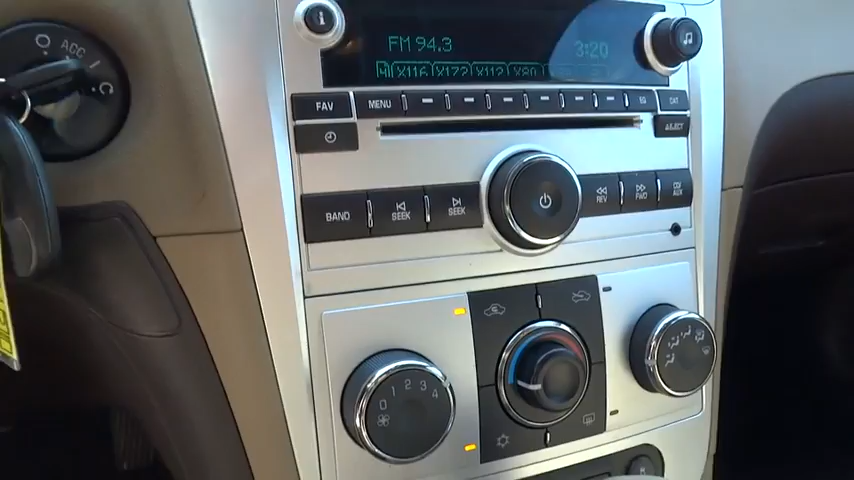 ACC
0
FM 94.3
3:20
X116 X172 X112 X80
FAV
MENU
CAT
EJECT
BAND
SEEK
SEEK
REV
FWD
CD/AUX
0 1 2 3 4